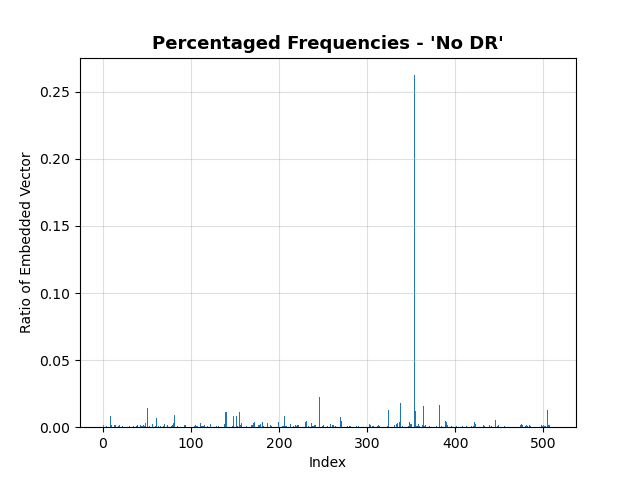 Percentaged Frequencies - 'No DR'
Ratio of Embedded Vector
0.25
0.20
0.15
0.10
0.05
0.00
0 100 200 300 400 500
Index